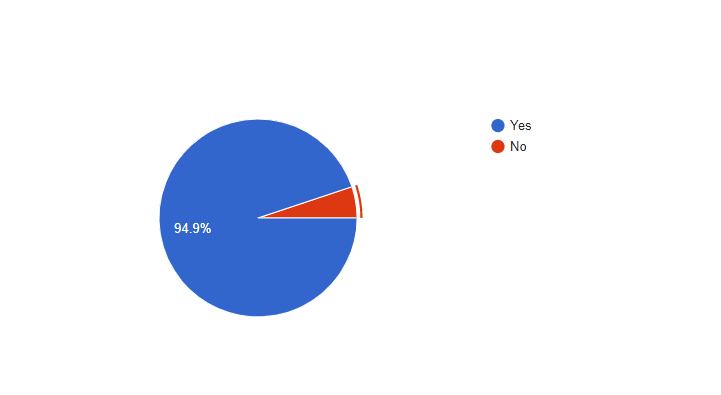 Yes
No
94.9%